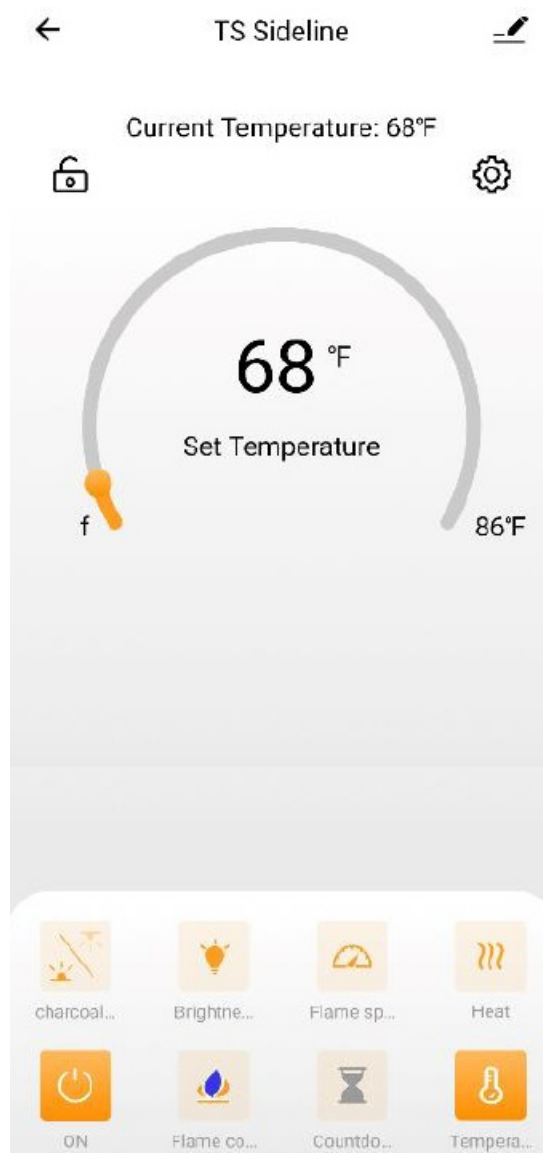 TS Sideline
Current Temperature: 68°F
68 °F
Set Temperature
f 86°F
charcoal... Brightne... Flame sp... Heat
ON Flame co... Countdo... Tempera...